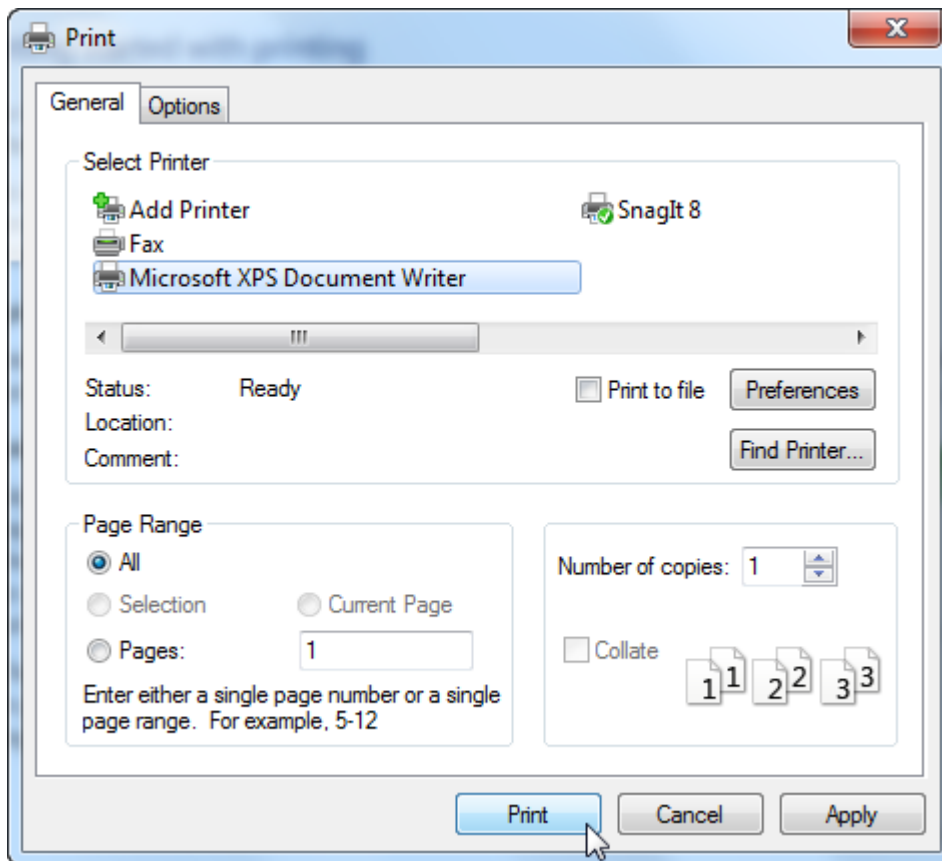 Print
General Options
Select Printer
Add Printer SnagIt 8
Fax
Microsoft XPS Document Writer
Status: Ready Print to file Preferences
Location:
Comment: Find Printer...
Page Range
All
Number of copies: 1
Selection Current Page
Pages: 1
Collate
1 1 2 2 3 3
Enter either a single page number or a single
page range. For example, 5-12
Print Cancel Apply